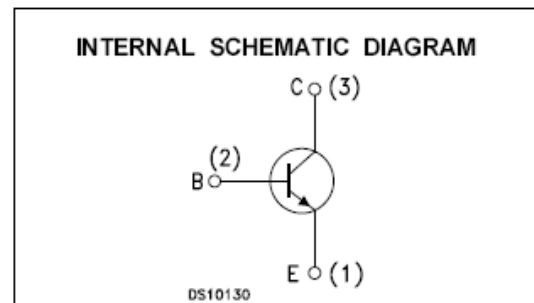 INTERNAL SCHEMATIC DIAGRAM
C (3)
(2)
B
E (1)
DS10130